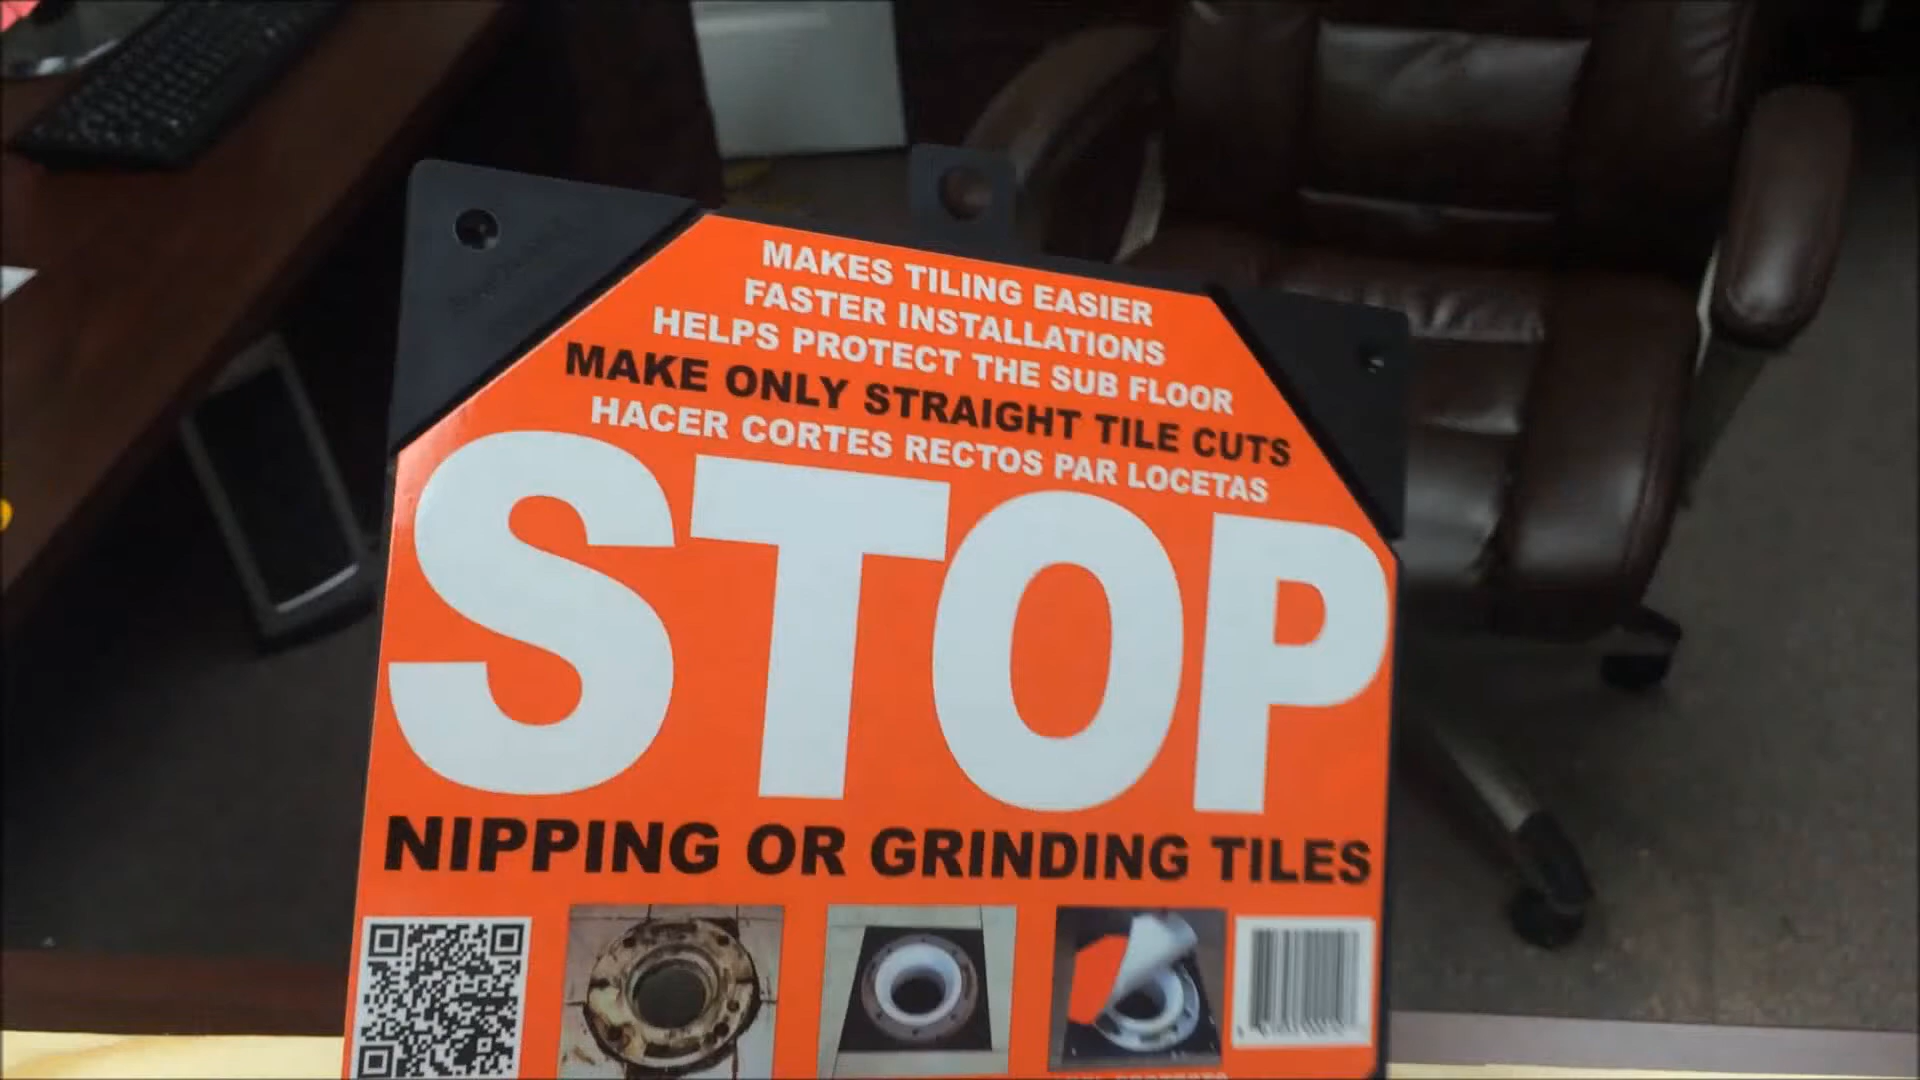 MAKES TILING EASIER
FASTER INSTALLATIONS
HELPS PROTECT THE SUB FLOOR
MAKE ONLY STRAIGHT TILE CUTS
HACER CORTES RECTOS PAR LOCETAS
STOP
NIPPING OR GRINDING TILES